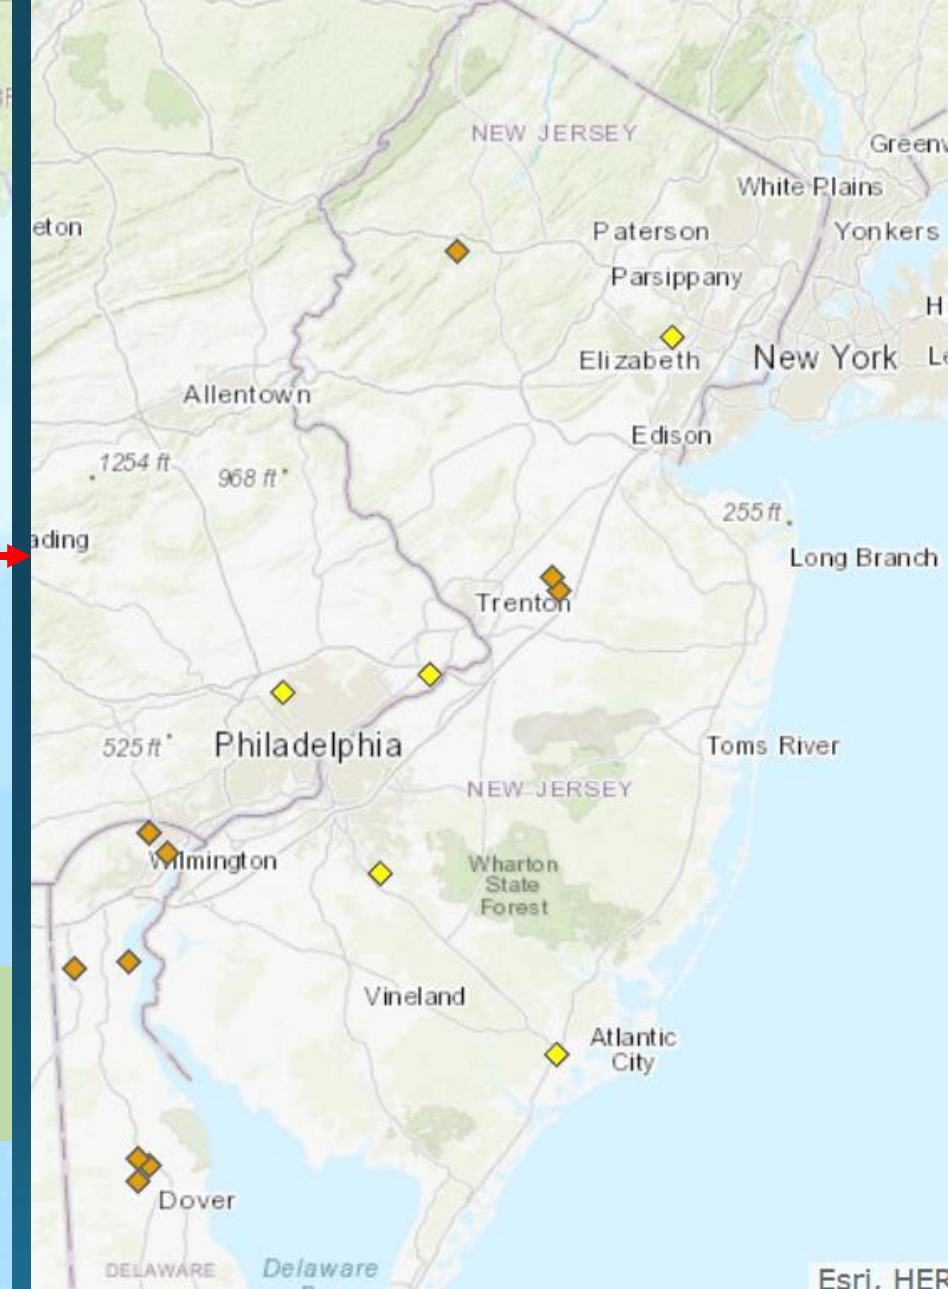 NEW JERSEY
Greenv
White Plains
eton
Paterson
Yonkers
Parsippany
H
Elizabeth
New York
Le
Allentown
Edison
1254 ft
968 ft
255 ft
ading
Long Branch
Trenton
525 ft
Philadelphia
Toms River
NEW JERSEY
Wilmington
Wharton
State
Forest
Vineland
Atlantic
City
Dover
DELAWARE
Delaware
Esri, HER